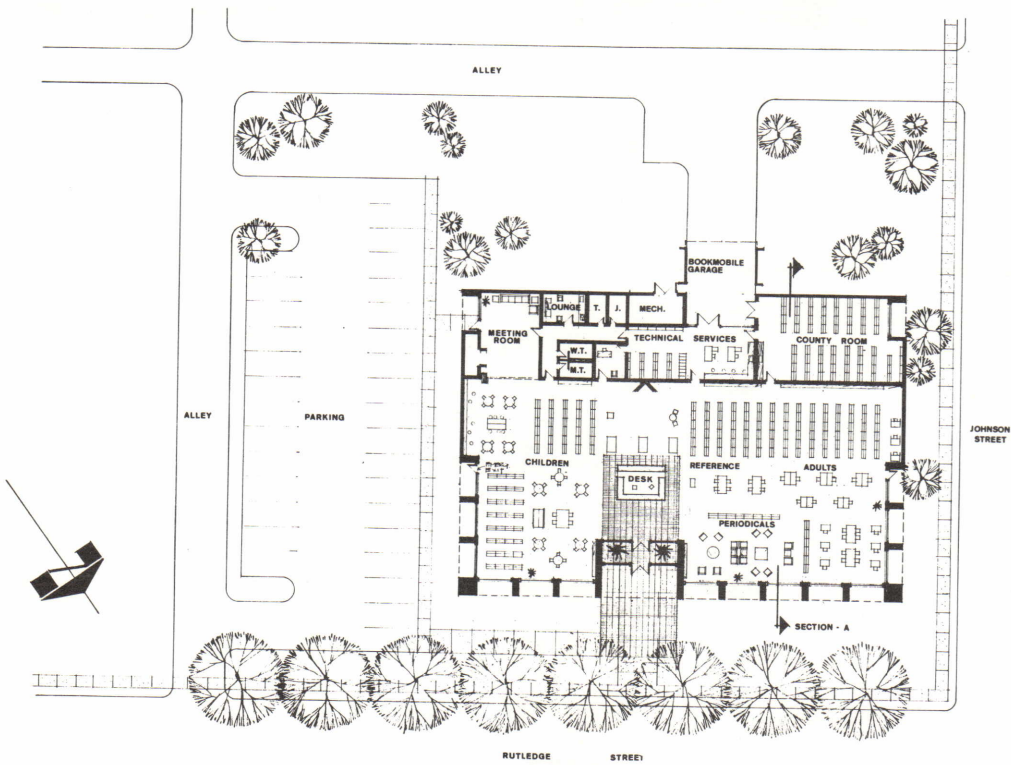 ALLEY
BOOKMOBILE
GARAGE
LOUNGE
T.
J.
MECH.
MEETING
ROOM
TECHNICAL SERVICES
COUNTY ROOM
W.T.
M.T.
ALLEY
PARKING
JOHNSON
STREET
CHILDREN
REFERENCE
ADULTS
DESK
PERIODICALS
SECTION - A
RUTLEDGE STREET